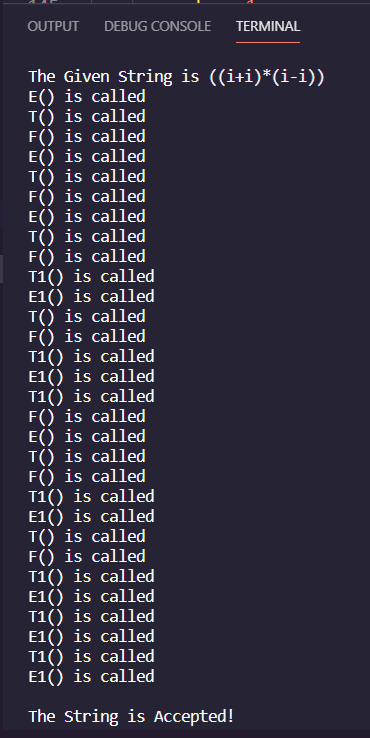 OUTPUT DEBUG CONSOLE TERMINAL
The Given String is ((i+i)*(i-i))
E() is called
T() is called
F() is called
E() is called
T() is called
F() is called
E() is called
T() is called
F() is called
T1() is called
E1() is called
T() is called
F() is called
T1() is called
E1() is called
T1() is called
F() is called
E() is called
T() is called
F() is called
T1() is called
E1() is called
T() is called
F() is called
T1() is called
E1() is called
T1() is called
E1() is called
T1() is called
E1() is called
The String is Accepted!